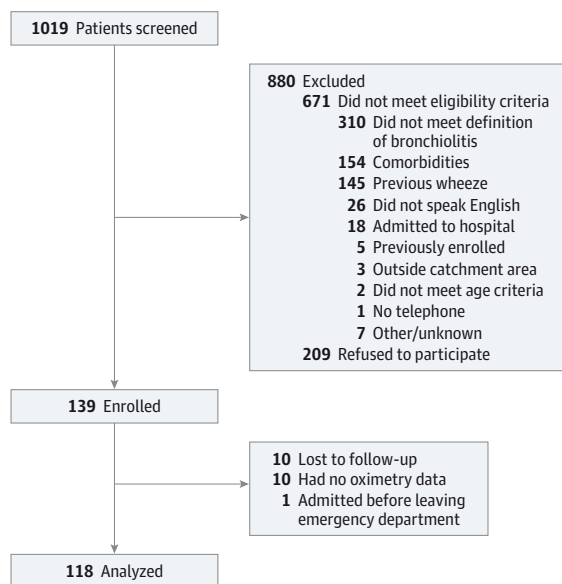 1019 Patients screened
880 Excluded
671 Did not meet eligibility criteria
310 Did not meet definition
of bronchiolitis
154 Comorbidities
145 Previous wheeze
26 Did not speak English
18 Admitted to hospital
5 Previously enrolled
3 Outside catchment area
2 Did not meet age criteria
1 No telephone
7 Other/unknown
209 Refused to participate
139 Enrolled
10 Lost to follow-up
10 Had no oximetry data
1 Admitted before leaving
emergency department
118 Analyzed